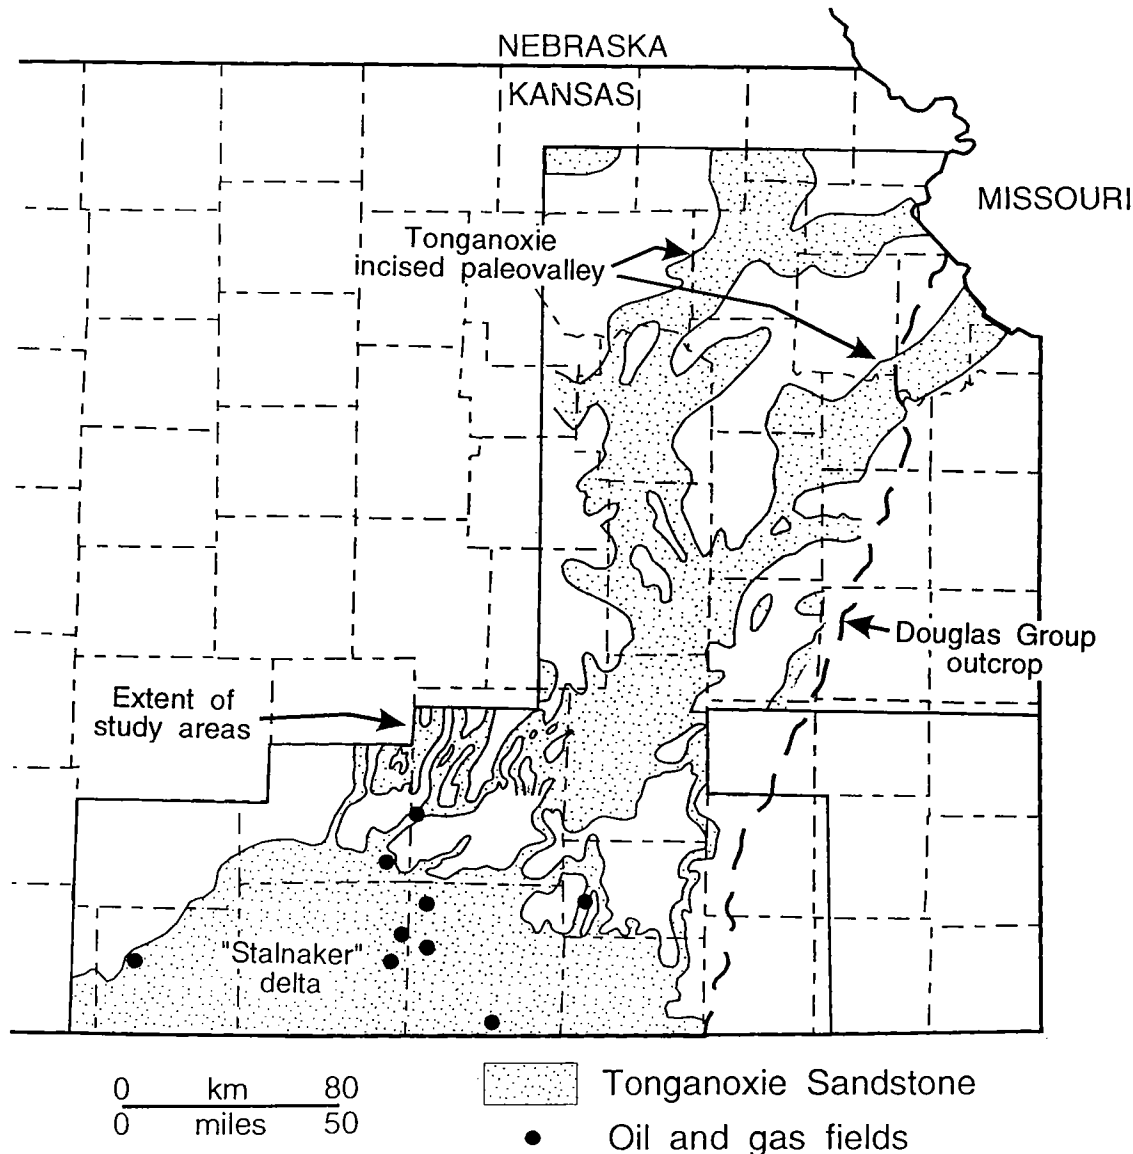 NEBRASKA
KANSAS
MISSOURI
Tonganoxie
incised paleovalley
Douglas Group
outcrop
Extent of
study areas
"Stalnaker"
delta
0 km 80
0 miles 50
Tonganoxie Sandstone
Oil and gas fields